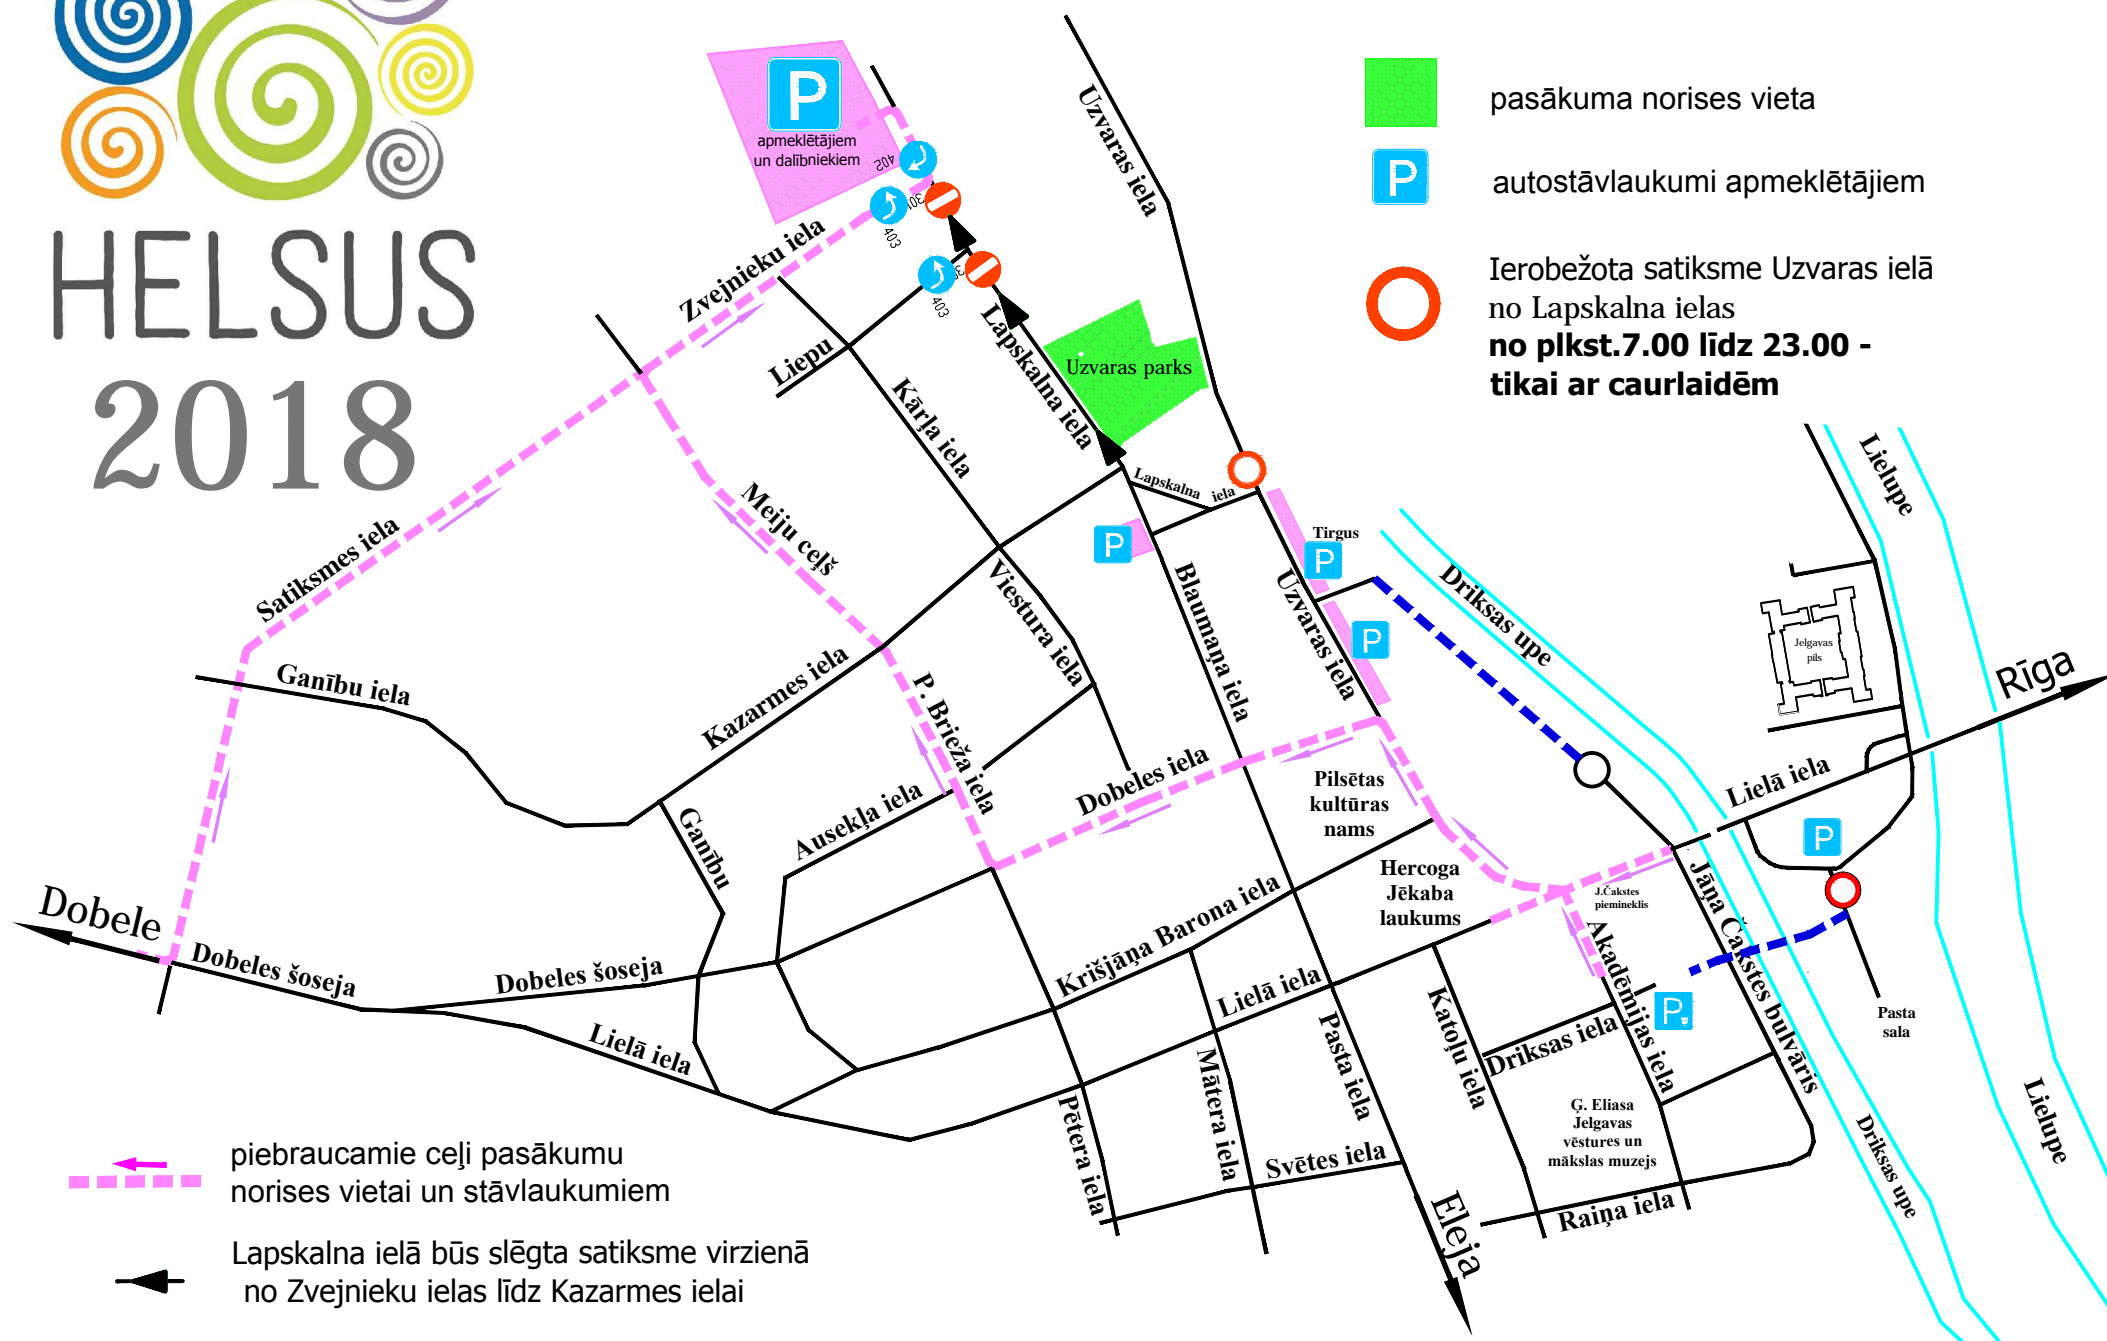 HELSUS
2018
P
apmeklētājiem
un dalībniekiem
402
403
403
Zvejnieku iela
Liepu
Kārļa iela
Lapskalna iela
Uzvaras iela
Uzvaras parks
pasākuma norises vieta
P
autostāvlaukumi apmeklētājiem
Ierobežota satiksme Uzvaras ielā
no Lapskalna ielas
no plkst.7.00 līdz 23.00 -
tikai ar caurlaidēm
Satiksmes iela
Meiju ceļš
Lapskalna iela
P
Tirgus
P
P
Viestura iela
Blaumaņa iela
Uzvaras iela
Driksas upe
Lielupe
Jelgavas
pils
Rīga
Ganību iela
Kazarmes iela
P. Brieža iela
Dobeles iela
Ausekļa iela
Ganību
Pilsētas
kultūras
nams
Hercoga
Jēkaba
laukums
Lielā iela
P
J.Čakstes
piemineklis
Jāņa Čakstes bulvāris
Akadēmijas iela
Krišjāņa Barona iela
Dobele
Dobeles šoseja
Dobeles šoseja
Lielā iela
Lielā iela
Pasta iela
Katoļu iela
Driksas iela
P
Pasta
sala
Mātera iela
Pētera iela
Svētes iela
Eleja
Ģ. Eliasa
Jelgavas
vēstures un
mākslas muzejs
Raiņa iela
Driksas upe
Lielupe
piebraucamie ceļi pasākumu
norises vietai un stāvlaukumiem
Lapskalna ielā būs slēgta satiksme virzienā
no Zvejnieku ielas līdz Kazarmes ielai